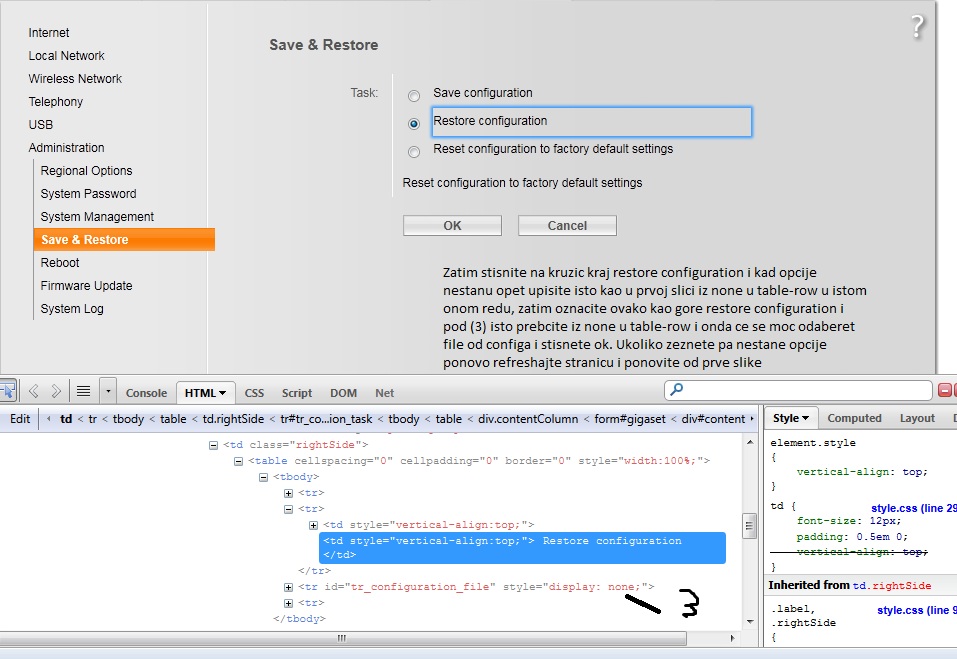 ?
Internet
Local Network
Wireless Network
Telephony
USB
Administration
Regional Options
System Password
System Management
Save & Restore
Reboot
Firmware Update
System Log
Save & Restore
Task:
Save configuration
Restore configuration
Reset configuration to factory default settings
Reset configuration to factory default settings
OK Cancel
Zatim stisnite na kruzic kraj restore configuration i kad opcije
nestanu opet upisite isto kao u prvoj slici iz none u table-row u istom
onom redu, zatim oznacite ovako kao gore restore configuration i
pod (3) isto prebcite iz none u table-row i onda ce se moc odaberet
file od configa i stisnete ok. Ukoliko zeznete pa nestane opcije
ponovo refreshajte stranicu i ponovite od prve slike
Console HTML CSS Script DOM Net
Edit td < tr < tbody < table < td.rightSide < tr#tr_co...ion_task < tbody < table < div.contentColumn < form#gigaset < div#content
<td class="rightSide">
<table cellspacing="0" cellpadding="0" border="0" style="width:100%;">
<tbody>
<tr>
<tr>
<td style="vertical-align:top;">
<td style="vertical-align:top;"> Restore configuration
</td>
</tr>
<tr id="tr_configuration_file" style="display: none;">
<tr>
</tbody>
3
Style Computed Layout
element.style
{
vertical-align: top;
}
td { style.css (line 29
font-size: 12px;
padding: 0.5em 0;
vertical-align: top;
}
Inherited from td.rightSide
.label, style.css (line 9
.rightSide
{